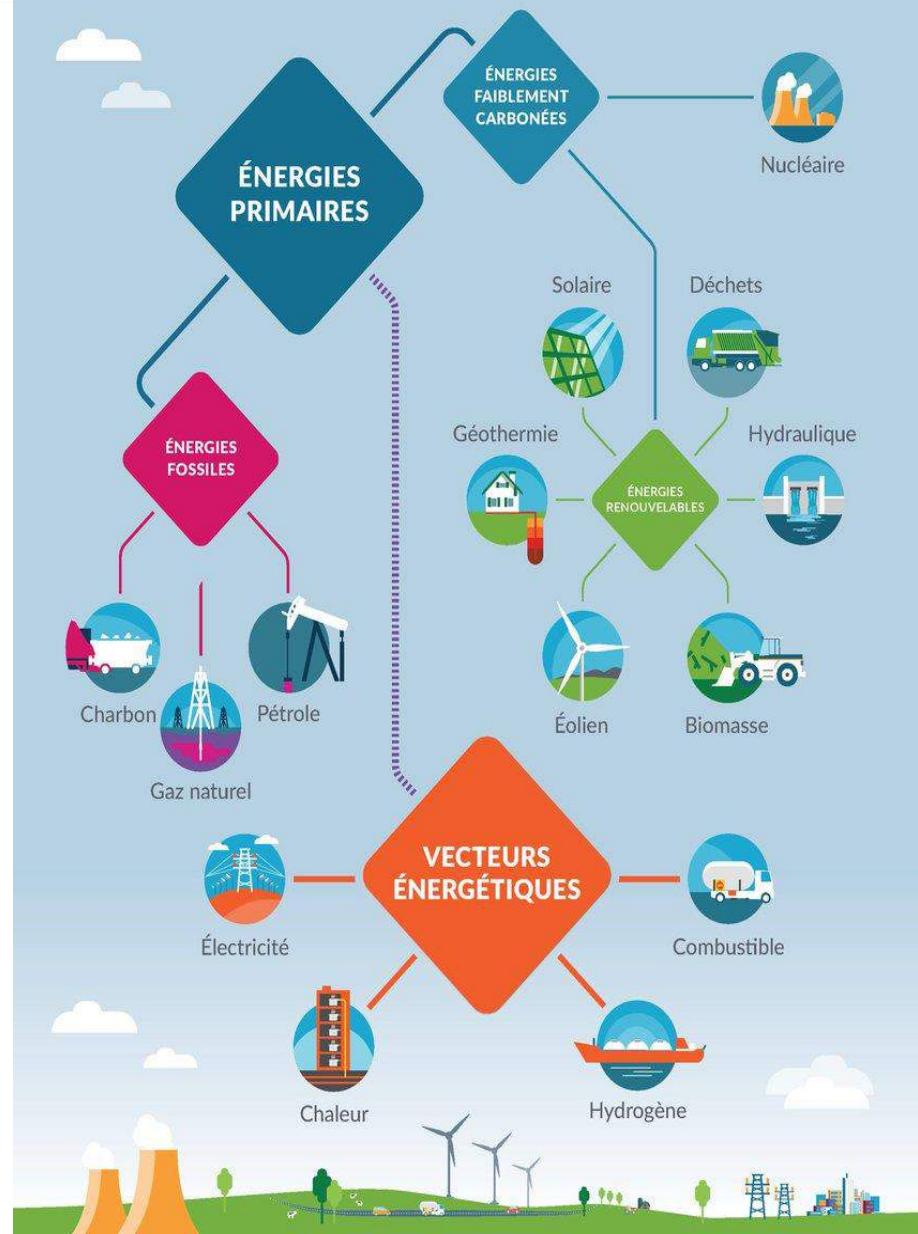 ÉNERGIES
FAIBLEMENT
CARBONÉES
Nucléaire
ÉNERGIES
PRIMAIRES
Solaire
Déchets
Géothermie
Hydraulique
ÉNERGIES
FOSSILES
ÉNERGIES
RENOUVELABLES
Charbon
Pétrole
Gaz naturel
Éolien
Biomasse
VECTEURS
ÉNERGÉTIQUES
Électricité
Combustible
Chaleur
Hydrogène